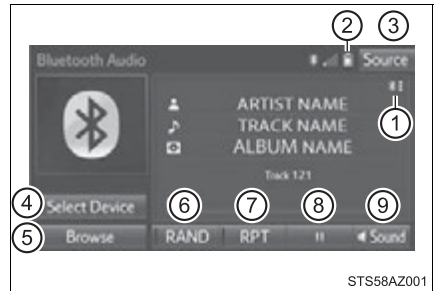 ② ③
Bluetooth Audio Source
①
ARTIST NAME
TRACK NAME
ALBUM NAME
Track 121
④ ⑥ ⑦ ⑧ ⑨
Select Device
⑤ Browse RAND RPT Sound
STS58AZ001